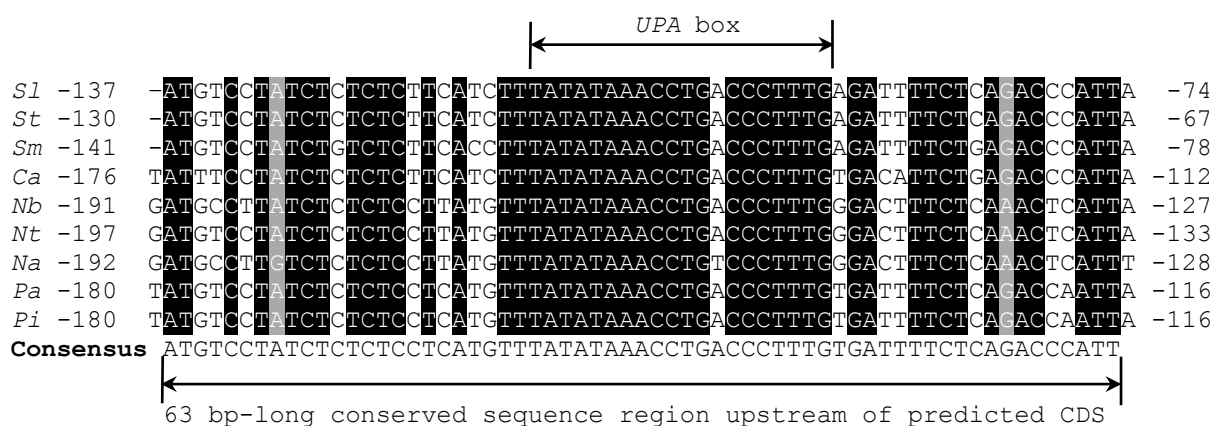 UPA box
Sl -137 -ATGTCCTATCTCTCTCTTCATCTTTATATAAACCTGACCCTTTGAGATTTTCTCAGACCCATTA -74
St -130 -ATGTCCTATCTCTCTCTTCATCTTTATATAAACCTGACCCTTTGAGATTTTCTCAGACCCATTA -67
Sm -141 -ATGTCCTATCTGTCTCTTCACCTTTATATAAACCTGACCCTTTGAGATTTTCTGAGACCCATTA -78
Ca -176 TATTTCCTATCTCTCTCTTCATCTTTATATAAACCTGACCCTTTGTGACATTCTGAGACCCATTA -112
Nb -191 GATGCCTTATCTCTCTCCTTATGTTTATATAAACCTGACCCTTTGGGACTTTCTCAAACTCATTA -127
Nt -197 GATGTCCTATCTCTCTCCTTATGTTTATATAAACCTGACCCTTTGGGACTTTCTCAAACTCATTA -133
Na -192 GATGCCTTGTCTCTCTCCTTATGTTTATATAAACCTGTCCCTTTGGGACTTTCTCAAACTCATTT -128
Pa -180 TATGTCCTATCTCTCTCCTCATGTTTATATAAACCTGACCCTTTGTGATTTTCTCAGACCAATTA -116
Pi -180 TATGTCCTATCTCTCTCCTCATGTTTATATAAACCTGACCCTTTGTGATTTTCTCAGACCAATTA -116
Consensus ATGTCCTATCTCTCTCCTCATGTTTATATAAACCTGACCCTTTGTGATTTTCTCAGACCCATT
63 bp-long conserved sequence region upstream of predicted CDS